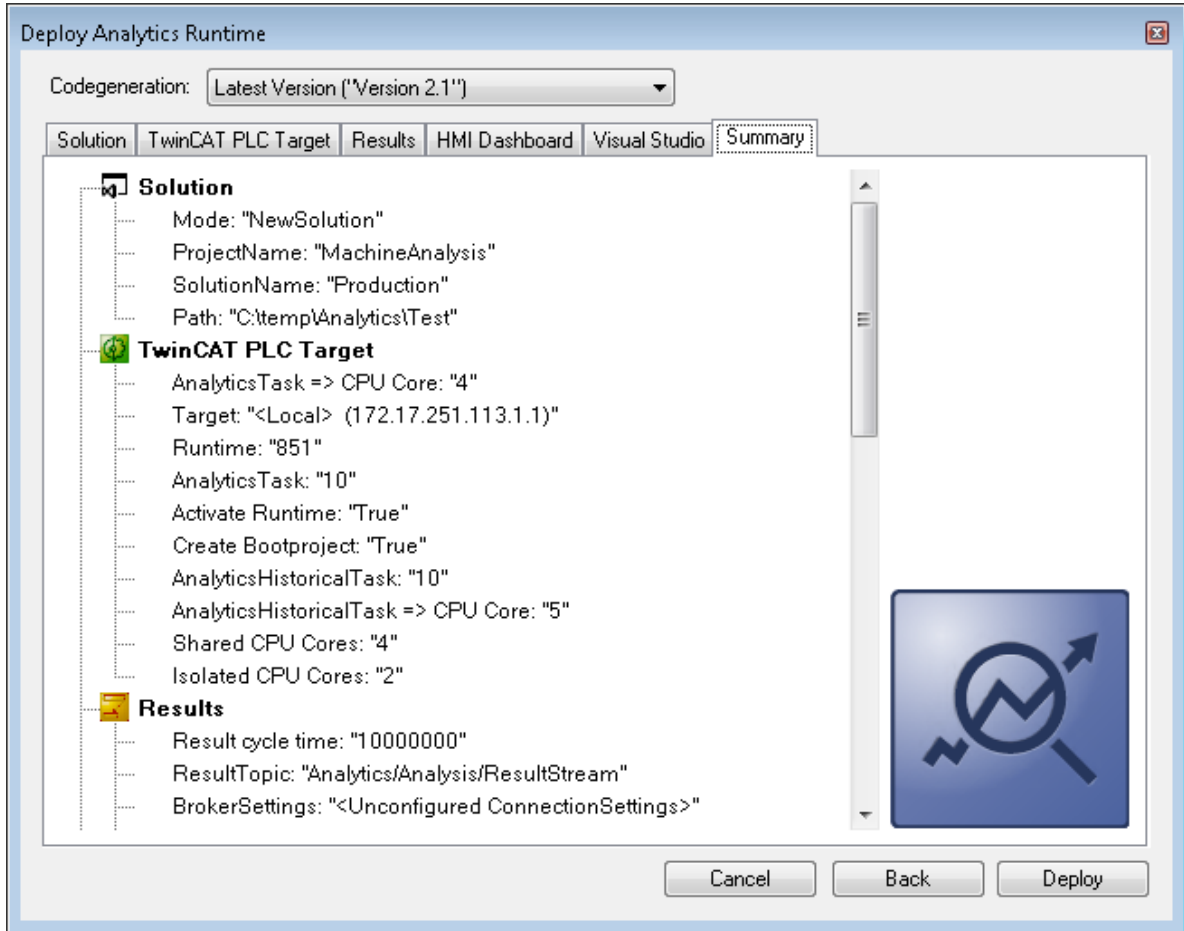 Deploy Analytics Runtime
Codegeneration: Latest Version ("Version 2.1")
Solution TwinCAT PLC Target Results HMI Dashboard Visual Studio Summary
Solution
Mode: "NewSolution"
ProjectName: "MachineAnalysis"
SolutionName: "Production"
Path: "C:\temp\Analytics\Test"
TwinCAT PLC Target
AnalyticsTask => CPU Core: "4"
Target: "<Local> (172.17.251.113.1.1)"
Runtime: "851"
AnalyticsTask: "10"
Activate Runtime: "True"
Create Bootproject: "True"
AnalyticsHistoricalTask: "10"
AnalyticsHistoricalTask => CPU Core: "5"
Shared CPU Cores: "4"
Isolated CPU Cores: "2"
Results
Result cycle time: "10000000"
ResultTopic: "Analytics/Analysis/ResultStream"
BrokerSettings: "<Unconfigured ConnectionSettings>"
Cancel Back Deploy